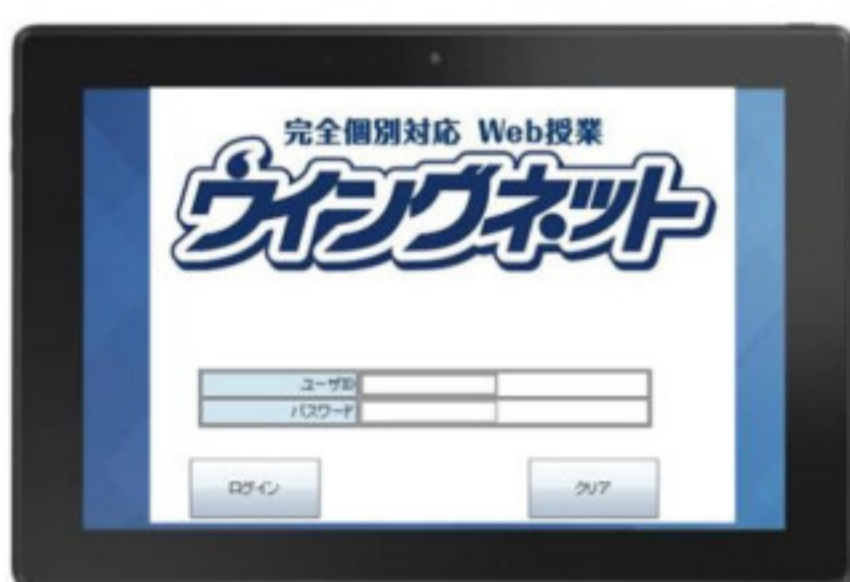 完全個別対応 Web授業
ウイングネット
ユーザID
パスワード
ログイン
クリア